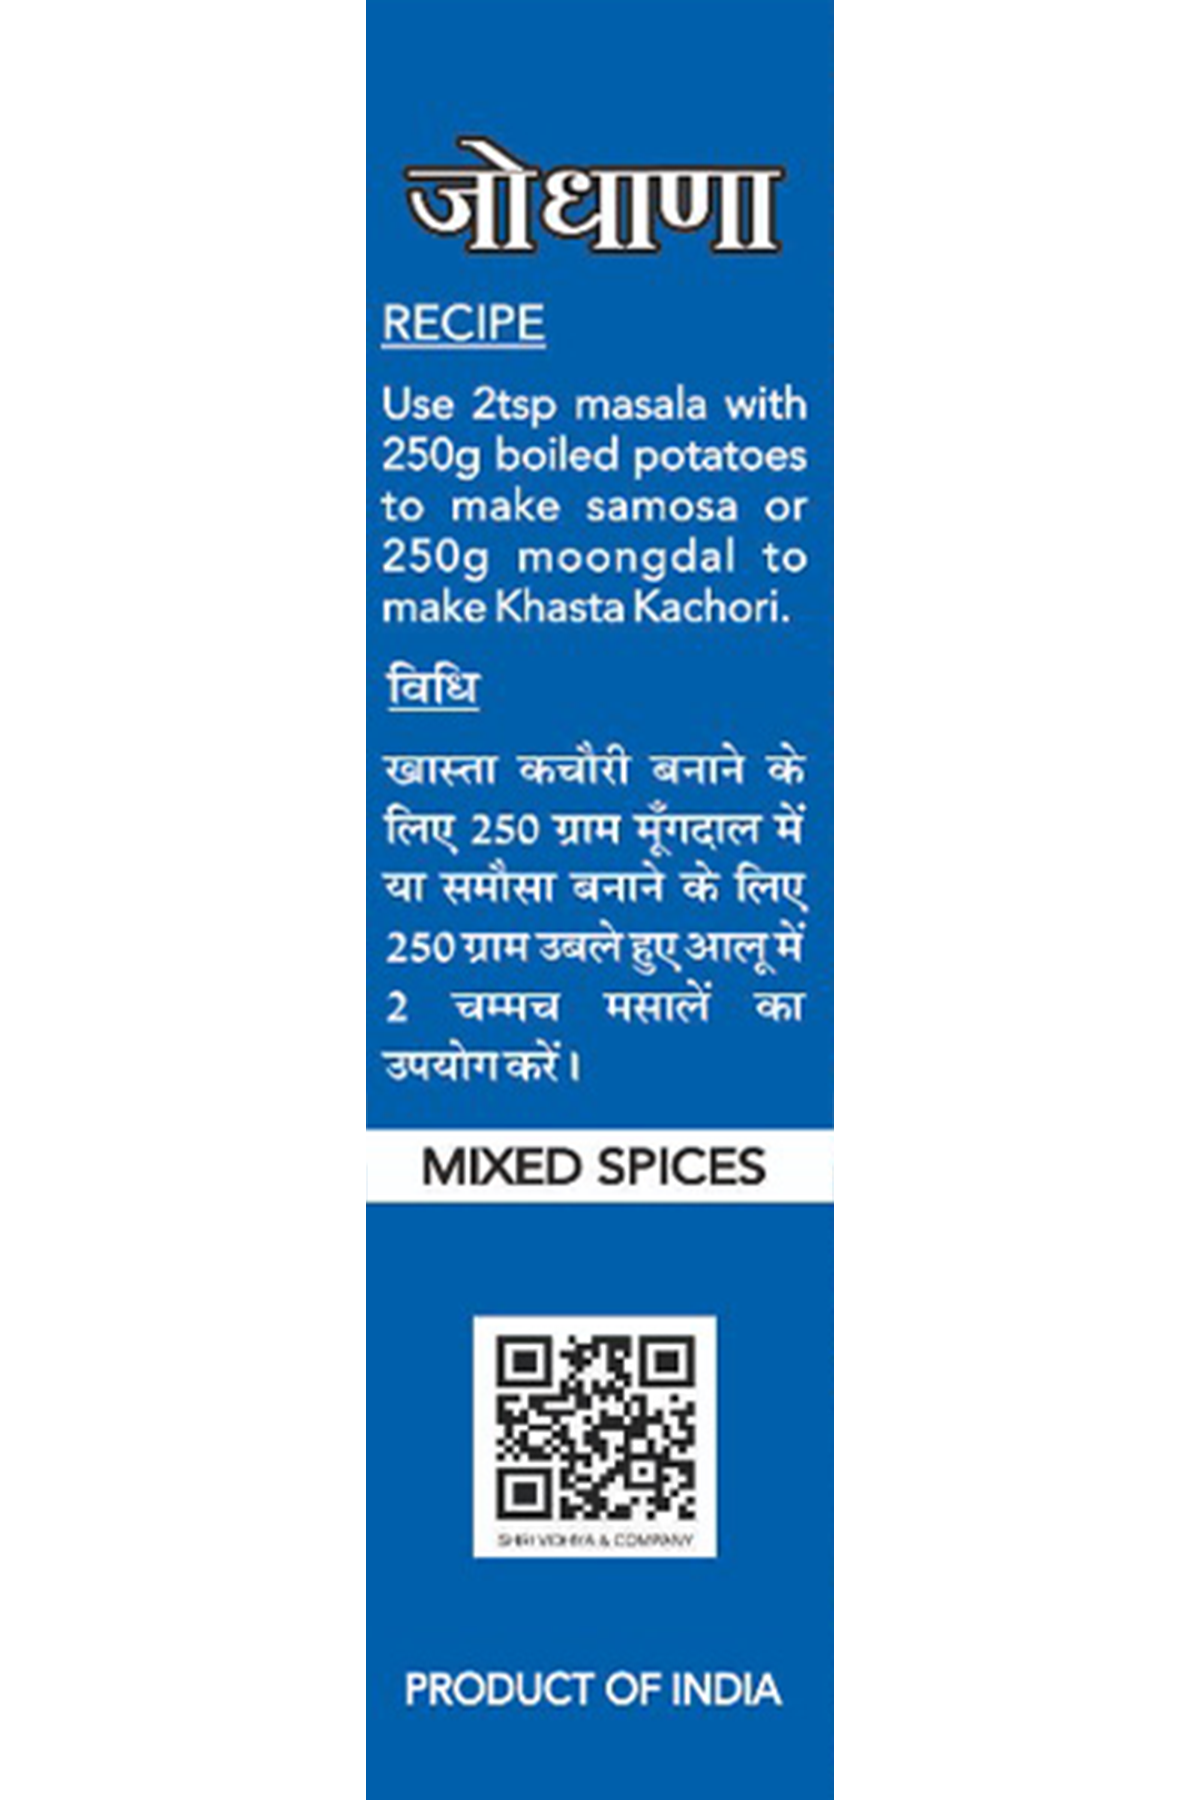 जोधाणा
RECIPE
Use 2tsp masala with
250g boiled potatoes
to make samosa or
250g moongdal to
make Khasta Kachori.
विधि
खास्ता कचौरी बनाने के
लिए 250 ग्राम मूँगदाल में
या समौसा बनाने के लिए
250 ग्राम उबले हुए आलू में
2 चम्मच मसालें का
उपयोग करें।
MIXED SPICES
SHRI VIDHYA & COMPANY
PRODUCT OF INDIA